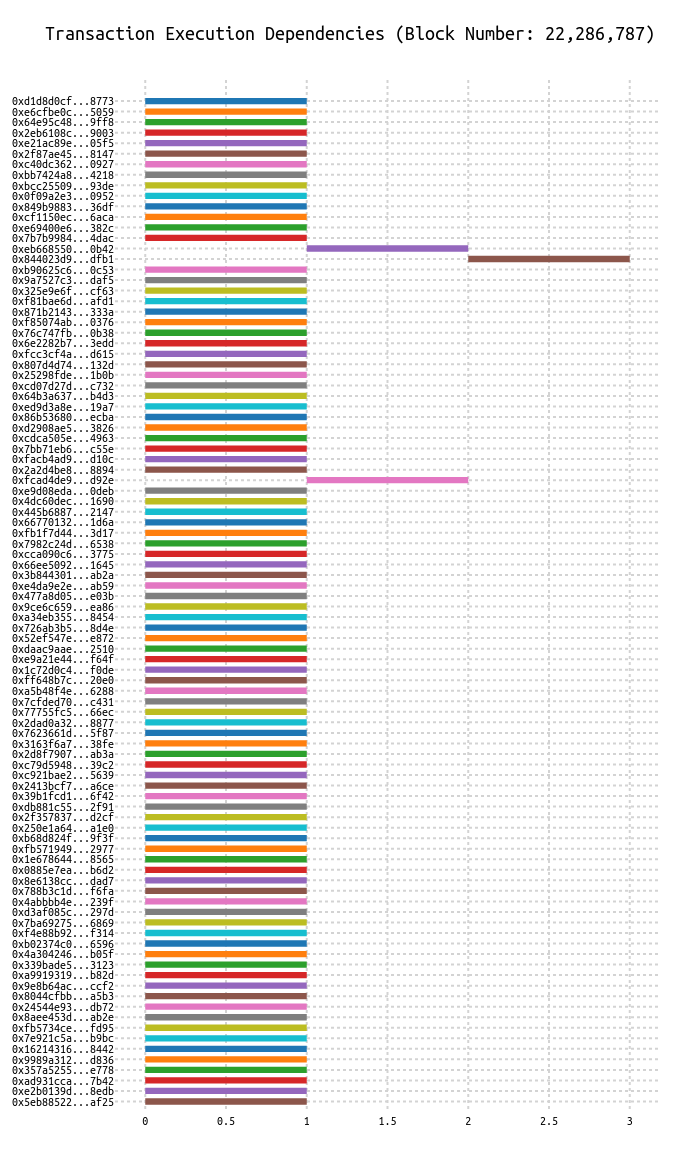 Transaction Execution Dependencies (Block Number: 22,286,787)
0xd1d8d0cf...8773
0xe6cfbe0c...5059
0x64e95c48...9ff8
0x2eb6108c...9003
0xe21ac89e...05f5
0x2f87ae45...8147
0xc40dc362...0927
0xbb7424a8...4218
0xbcc25509...93de
0x0f09a2e3...0952
0x849b9883...36df
0xcf1150ec...6aca
0xe69400e6...382c
0x7b7b9984...4dac
0xeb668550...0b42
0x844023d9...dfb1
0xb90625c6...0c53
0x9a7527c3...daf5
0x325e9e6f...cf63
0xf81bae6d...afd1
0x871b2143...333a
0xf85074ab...0376
0x76c747fb...0b38
0x6e2282b7...3edd
0xfcc3cf4a...d615
0x807d4d74...132d
0x25298fde...1b0b
0xcd07d27d...c732
0x64b3a637...b4d3
0xed9d3a8e...19a7
0x86b53680...ecba
0xd2908ae5...3826
0xcdca505e...4963
0x7bb71eb6...c55e
0xfacb4ad9...d10c
0x2a2d4be8...8894
0xfcad4de9...d92e
0xe9d08eda...0deb
0x4dc60dec...1690
0x445b6887...2147
0x66770132...1d6a
0xfb1f7d44...3d17
0x7982c24d...6538
0xcca090c6...3775
0x66ee5092...1645
0x3b844301...ab2a
0xe4da9e2e...ab59
0x477a8d05...e03b
0x9ce6c659...ea86
0xa34eb355...8454
0x726ab3b5...8d4e
0x52ef547e...e872
0xdaac9aae...2510
0xe9a21e44...f64f
0x1c72d0c4...f0de
0xff648b7c...20e0
0xa5b48f4e...6288
0x7cfded70...c431
0x77755fc5...66ec
0x2dad0a32...8877
0x7623661d...5f87
0x3163f6a7...38fe
0x2d8f7907...ab3a
0xc79d5948...39c2
0xc921bae2...5639
0x2413bcf7...a6ce
0x39b1fcd1...6f42
0xdb881c55...2f91
0x2f357837...d2cf
0x250e1a64...a1e0
0xb68d824f...9f3f
0xfb571949...2977
0x1e678644...8565
0x0885e7ea...b6d2
0x8e6138cc...dad7
0x788b3c1d...f6fa
0x4abbbb4e...239f
0xd3af085c...297d
0x7ba69275...6869
0xf4e88b92...f314
0xb02374c0...6596
0x4a304246...b05f
0x339bade5...3123
0xa9919319...b82d
0x9e8b64ac...ccf2
0x8044cfbb...a5b3
0x24544e93...db72
0x8aee453d...ab2e
0xfb5734ce...fd95
0x7e921c5a...b9bc
0x16214316...8442
0x9989a312...d836
0x357a5255...e778
0xad931cca...7b42
0xe2b0139d...8edb
0x5eb88522...af25
0 0.5 1 1.5 2 2.5 3